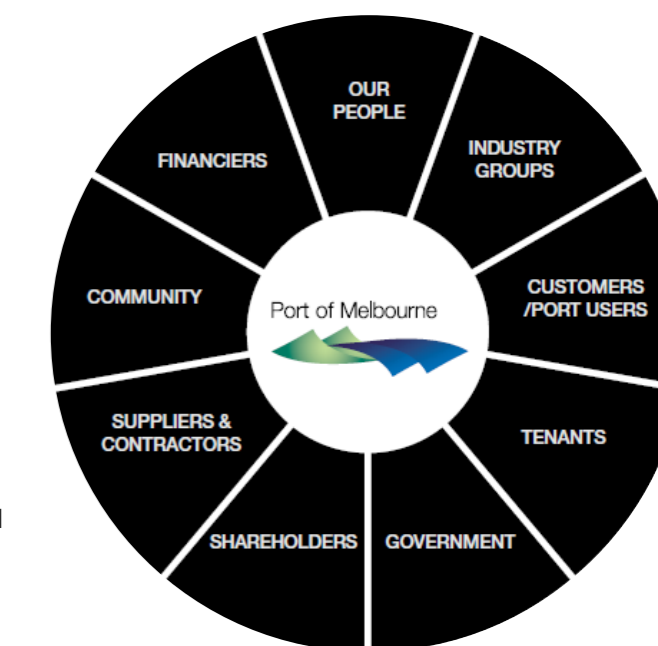 OUR
PEOPLE
INDUSTRY
GROUPS
FINANCIERS
CUSTOMERS
/PORT USERS
COMMUNITY
Port of Melbourne
TENANTS
SUPPLIERS &
CONTRACTORS
SHAREHOLDERS
GOVERNMENT